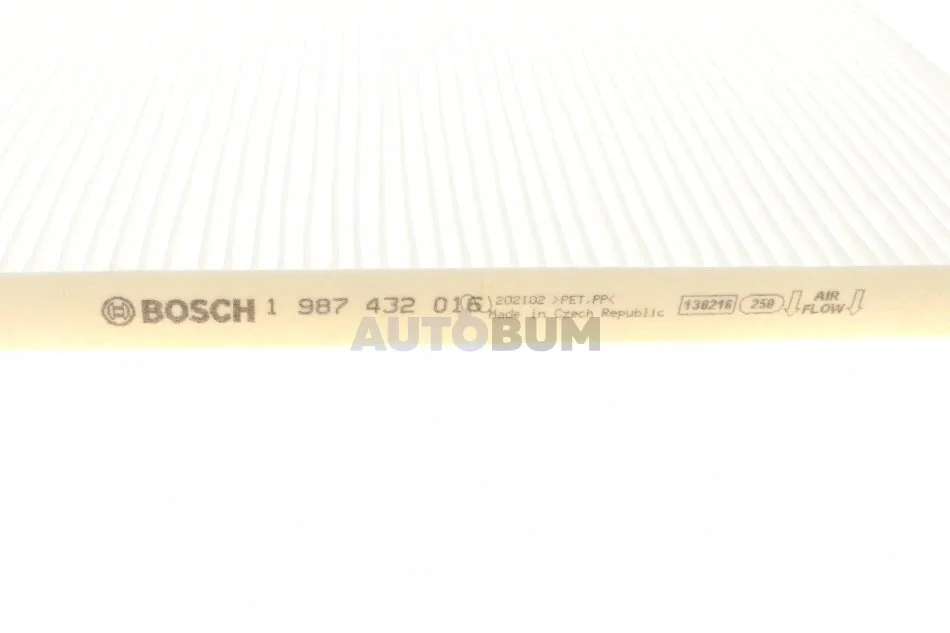 BOSCH 1 987 432 016 202102 >PET,PP< 138216 250 AIR
Made in Czech Republic FLOW
AUTOBUM